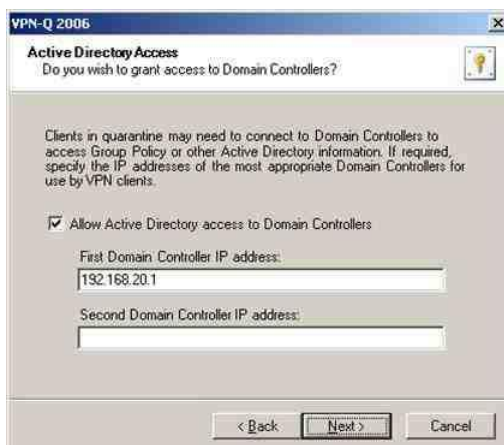 VPN-Q 2006
Active Directory Access
Do you wish to grant access to Domain Controllers?
Clients in quarantine may need to connect to Domain Controllers to
access Group Policy or other Active Directory information. If required,
specify the IP addresses of the most appropriate Domain Controllers for
use by VPN clients.
Allow Active Directory access to Domain Controllers
First Domain Controller IP address:
192.168.20.1
Second Domain Controller IP address:
< Back
Next >
Cancel